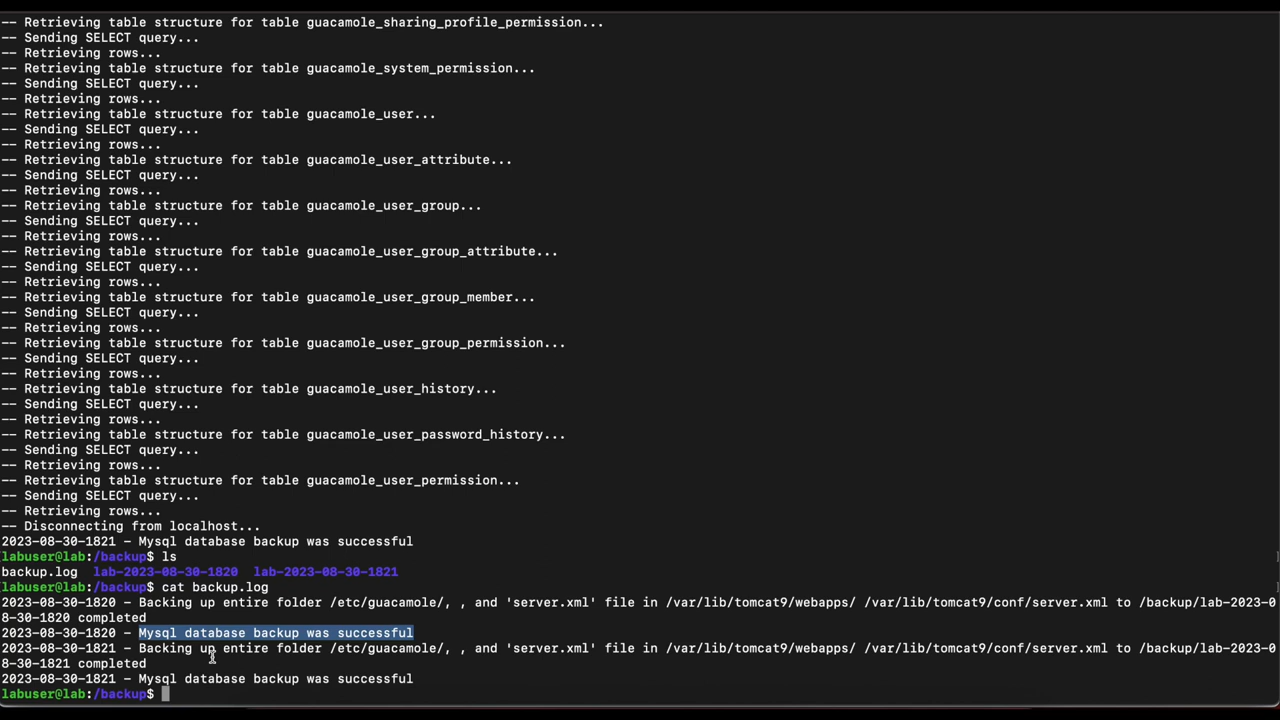 -- Retrieving table structure for table guacamole_sharing_profile_permission...
-- Sending SELECT query...
-- Retrieving rows...
-- Retrieving table structure for table guacamole_system_permission...
-- Sending SELECT query...
-- Retrieving rows...
-- Retrieving table structure for table guacamole_user...
-- Sending SELECT query...
-- Retrieving rows...
-- Retrieving table structure for table guacamole_user_attribute...
-- Sending SELECT query...
-- Retrieving rows...
-- Retrieving table structure for table guacamole_user_group...
-- Sending SELECT query...
-- Retrieving rows...
-- Retrieving table structure for table guacamole_user_group_attribute...
-- Sending SELECT query...
-- Retrieving rows...
-- Retrieving table structure for table guacamole_user_group_member...
-- Sending SELECT query...
-- Retrieving rows...
-- Retrieving table structure for table guacamole_user_group_permission...
-- Sending SELECT query...
-- Retrieving rows...
-- Retrieving table structure for table guacamole_user_history...
-- Sending SELECT query...
-- Retrieving rows...
-- Retrieving table structure for table guacamole_user_password_history...
-- Sending SELECT query...
-- Retrieving rows...
-- Retrieving table structure for table guacamole_user_permission...
-- Sending SELECT query...
-- Retrieving rows...
-- Disconnecting from localhost...
2023-08-30-1821 - Mysql database backup was successful
labuser@lab:/backup$ ls
backup.log  lab-2023-08-30-1820  lab-2023-08-30-1821
labuser@lab:/backup$ cat backup.log
2023-08-30-1820 - Backing up entire folder /etc/guacamole/, , and 'server.xml' file in /var/lib/tomcat9/webapps/ /var/lib/tomcat9/conf/server.xml to /backup/lab-2023-0
8-30-1820 completed
2023-08-30-1820 - Mysql database backup was successful
2023-08-30-1821 - Backing up entire folder /etc/guacamole/, , and 'server.xml' file in /var/lib/tomcat9/webapps/ /var/lib/tomcat9/conf/server.xml to /backup/lab-2023-0
8-30-1821 completed
2023-08-30-1821 - Mysql database backup was successful
labuser@lab:/backup$